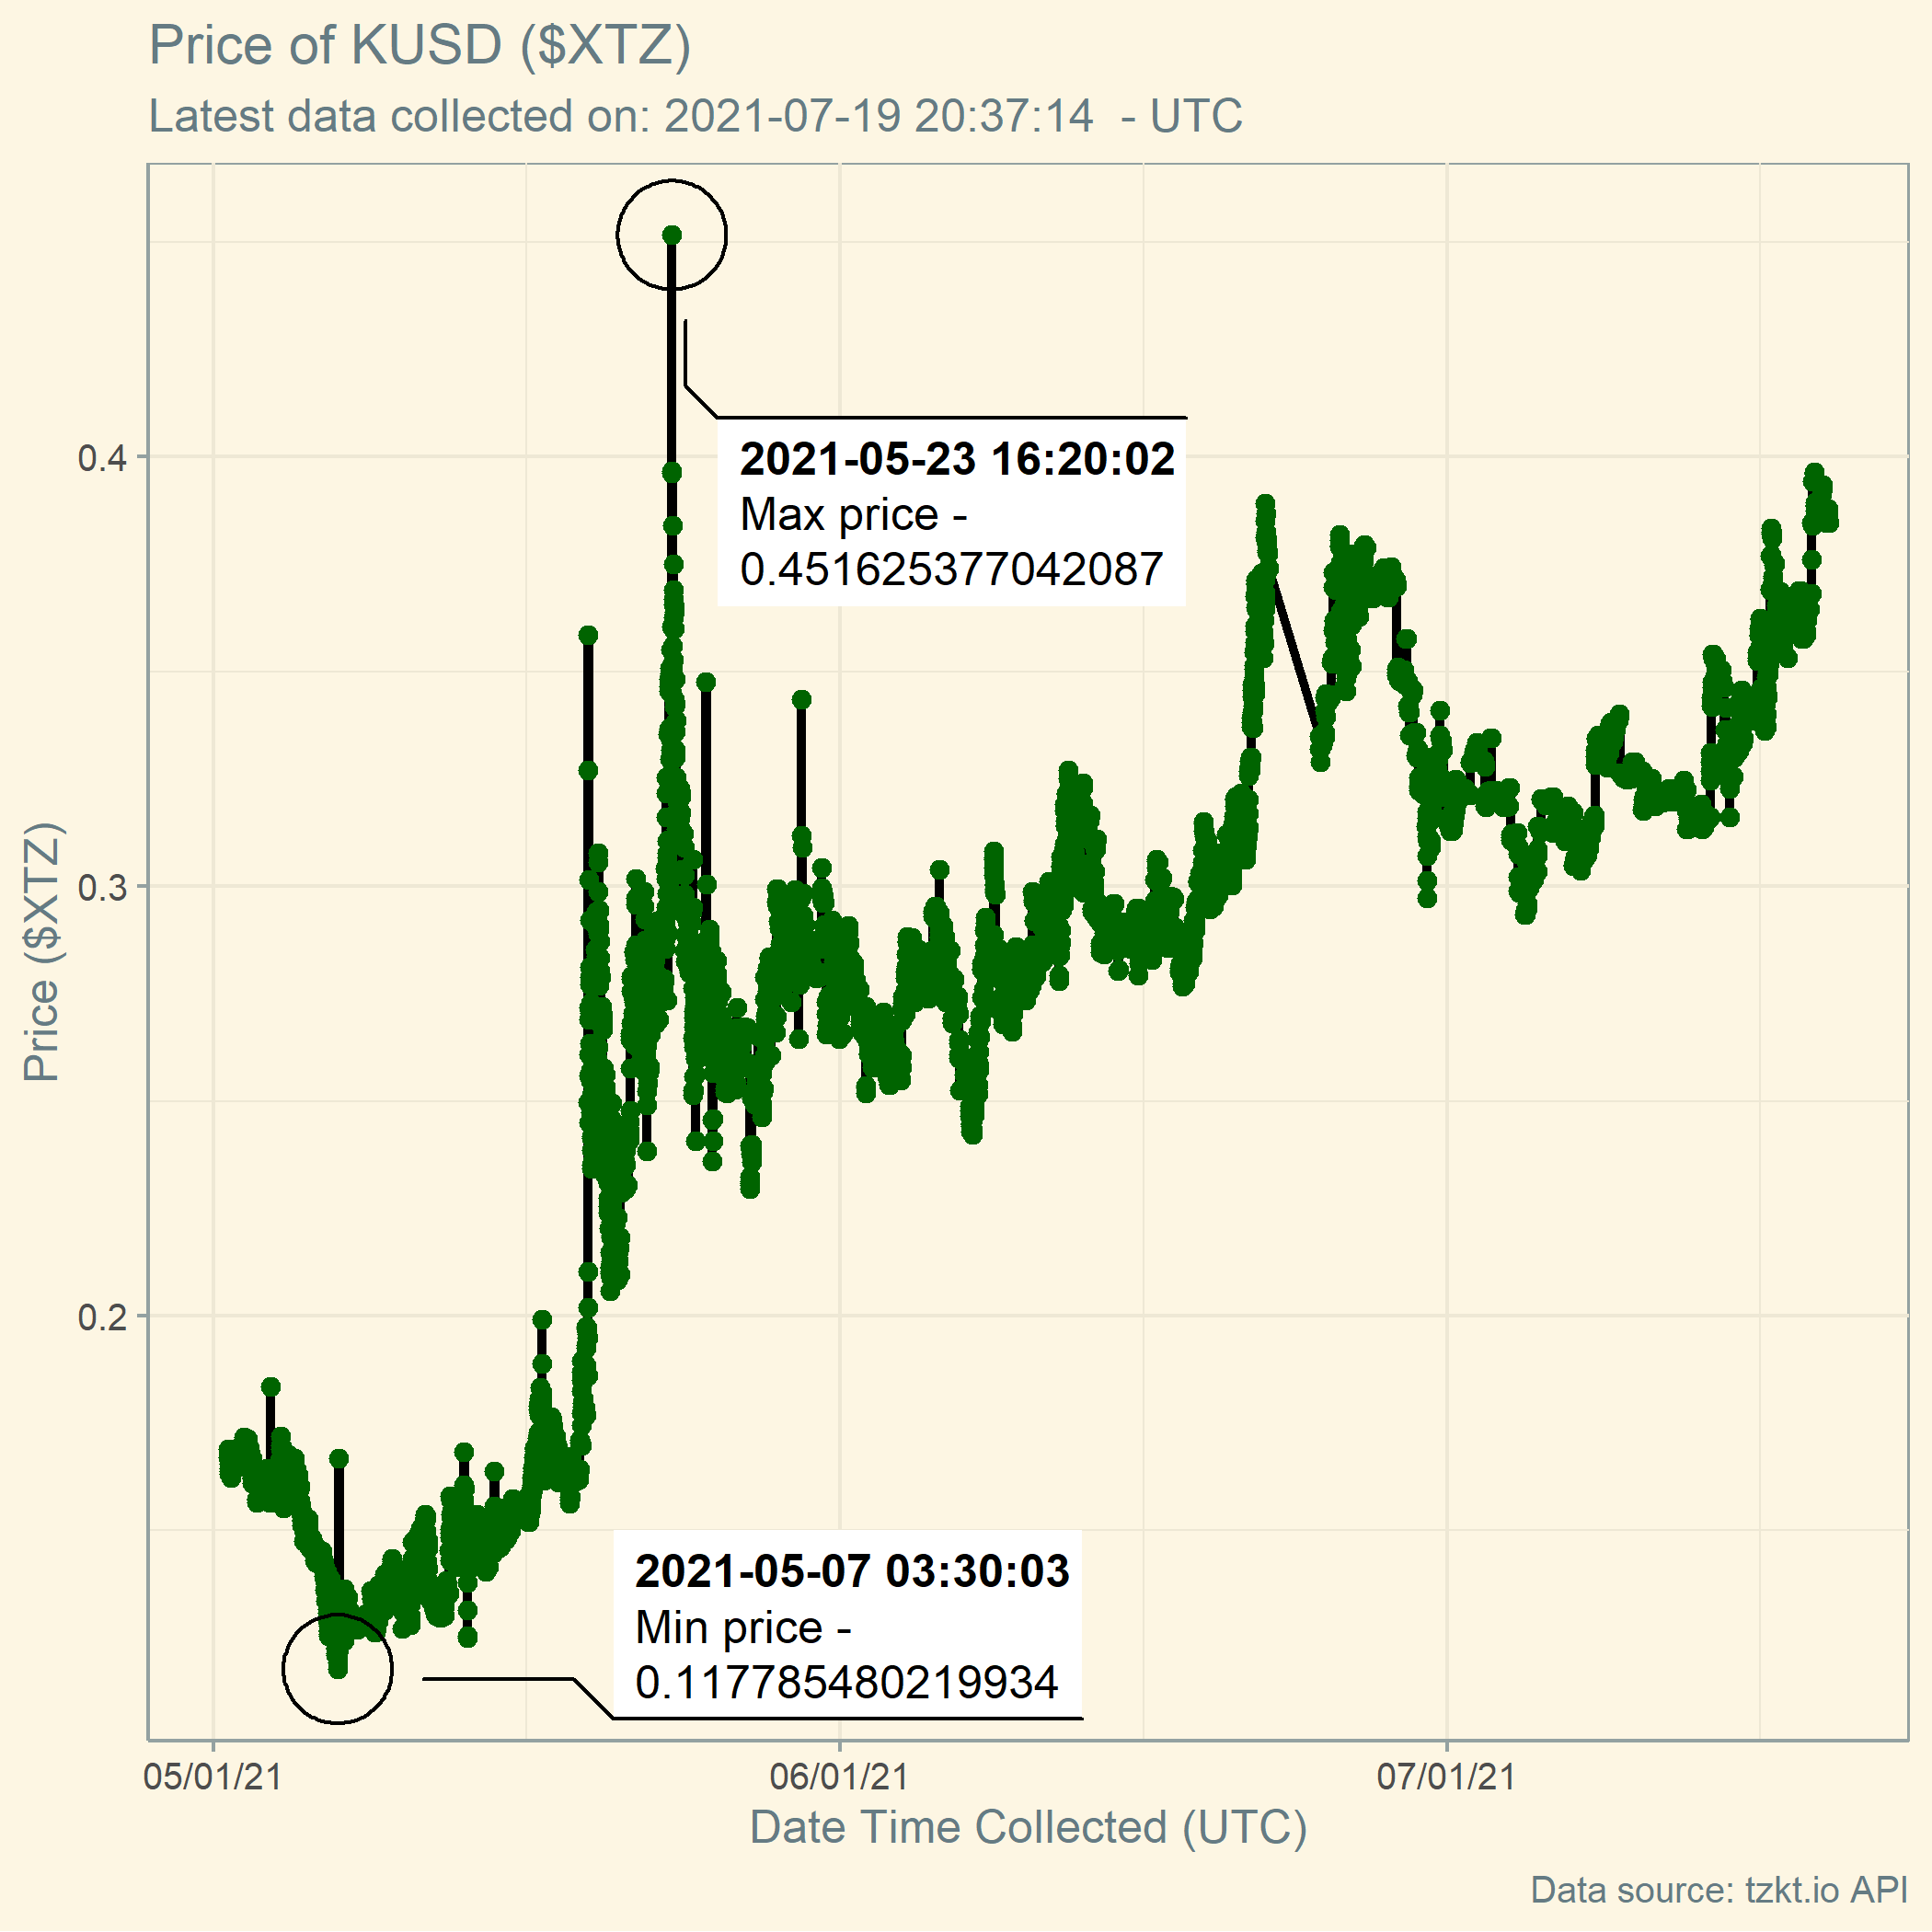 Price of KUSD ($XTZ)
Latest data collected on: 2021-07-19 20:37:14  - UTC
2021-05-23 16:20:02
Max price -
0.451625377042087
0.4
0.3
0.2
Price ($XTZ)
2021-05-07 03:30:03
Min price -
0.117785480219934
05/01/21
06/01/21
07/01/21
Date Time Collected (UTC)
Data source: tzkt.io API